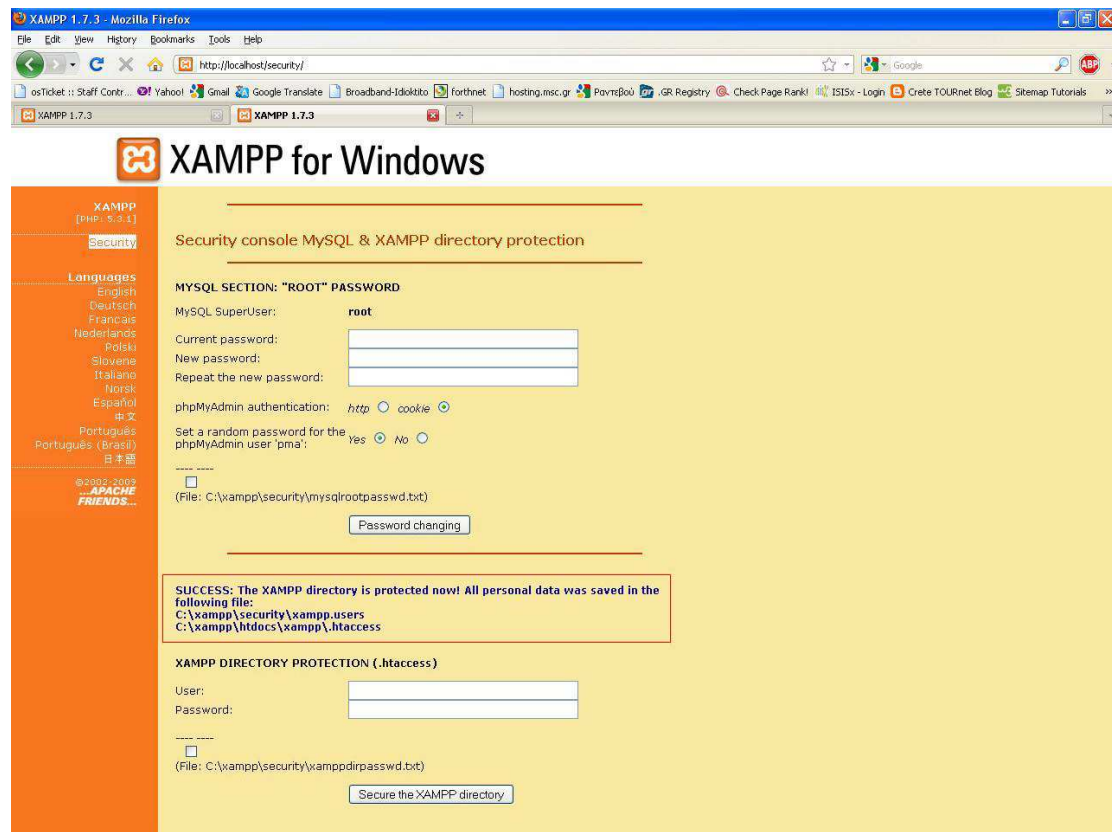 XAMPP 1.7.3 - Mozilla Firefox
File Edit View History Bookmarks Tools Help
http://localhost/security/
Google
ABP
osTicket :: Staff Contr... Yahoo! Gmail Google Translate Broadband-Idioktito forthnet hosting.msc.gr Ραντεβού .GR Registry Check Page Rank! ISISx - Login Crete TOURnet Blog Sitemap Tutorials »
XAMPP 1.7.3
XAMPP 1.7.3
XAMPP for Windows
XAMPP
[PHP: 5.3.1]
Security
Languages
English
Deutsch
Francais
Nederlands
Polski
Slovene
Italiano
Norsk
Español
中文
Português
Português (Brasil)
日本語
©2002-2009
...APACHE
FRIENDS...
Security console MySQL & XAMPP directory protection
MYSQL SECTION: "ROOT" PASSWORD
MySQL SuperUser: root
Current password:
New password:
Repeat the new password:
phpMyAdmin authentication: http cookie
Set a random password for the
phpMyAdmin user 'pma': Yes No
---- ----
(File: C:\xampp\security\mysqlrootpasswd.txt)
Password changing
SUCCESS: The XAMPP directory is protected now! All personal data was saved in the
following file:
C:\xampp\security\xampp.users
C:\xampp\htdocs\xampp\.htaccess
XAMPP DIRECTORY PROTECTION (.htaccess)
User:
Password:
---- ----
(File: C:\xampp\security\xamppdirpasswd.txt)
Secure the XAMPP directory